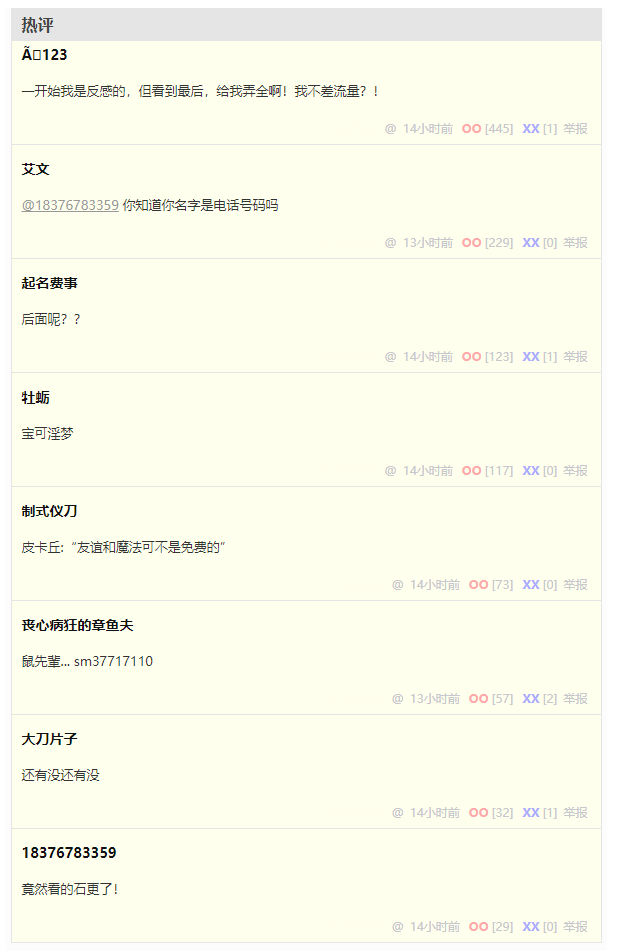 热评
Ã123
一开始我是反感的，但看到最后，给我弄全啊！我不差流量？！
@ 14小时前 OO [445] XX [1] 举报
艾文
@18376783359 你知道你名字是电话号码吗
@ 13小时前 OO [229] XX [0] 举报
起名费事
后面呢？？
@ 14小时前 OO [123] XX [1] 举报
牡蛎
宝可淫梦
@ 14小时前 OO [117] XX [0] 举报
制式仪刀
皮卡丘:“友谊和魔法可不是免费的”
@ 14小时前 OO [73] XX [0] 举报
丧心病狂的章鱼夫
鼠先辈... sm37717110
@ 13小时前 OO [57] XX [2] 举报
大刀片子
还有没还有没
@ 14小时前 OO [32] XX [1] 举报
18376783359
竟然看的石更了!
@ 14小时前 OO [29] XX [0] 举报